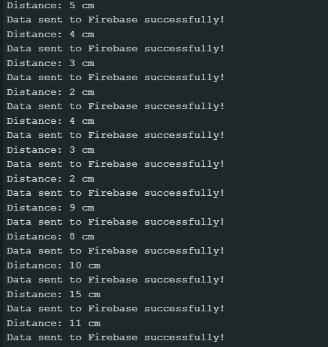 Distance: 5 cm
Data sent to Firebase successfully!
Distance: 4 cm
Data sent to Firebase successfully!
Distance: 3 cm
Data sent to Firebase successfully!
Distance: 2 cm
Data sent to Firebase successfully!
Distance: 4 cm
Data sent to Firebase successfully!
Distance: 3 cm
Data sent to Firebase successfully!
Distance: 2 cm
Data sent to Firebase successfully!
Distance: 9 cm
Data sent to Firebase successfully!
Distance: 8 cm
Data sent to Firebase successfully!
Distance: 10 cm
Data sent to Firebase successfully!
Distance: 15 cm
Data sent to Firebase successfully!
Distance: 11 cm
Data sent to Firebase successfully!